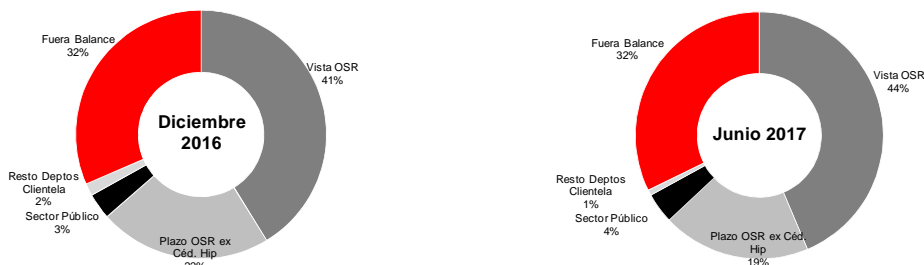 Fuera Balance
32%
Vista OSR
41%
Diciembre
2016
Resto Deptos
Clientela
2%
Sector Público
3%
Plazo OSR ex
Céd. Hip
Fuera Balance
32%
Vista OSR
44%
Junio 2017
Resto Deptos
Clientela
1%
Sector Público
4%
Plazo OSR ex Céd.
Hip
19%